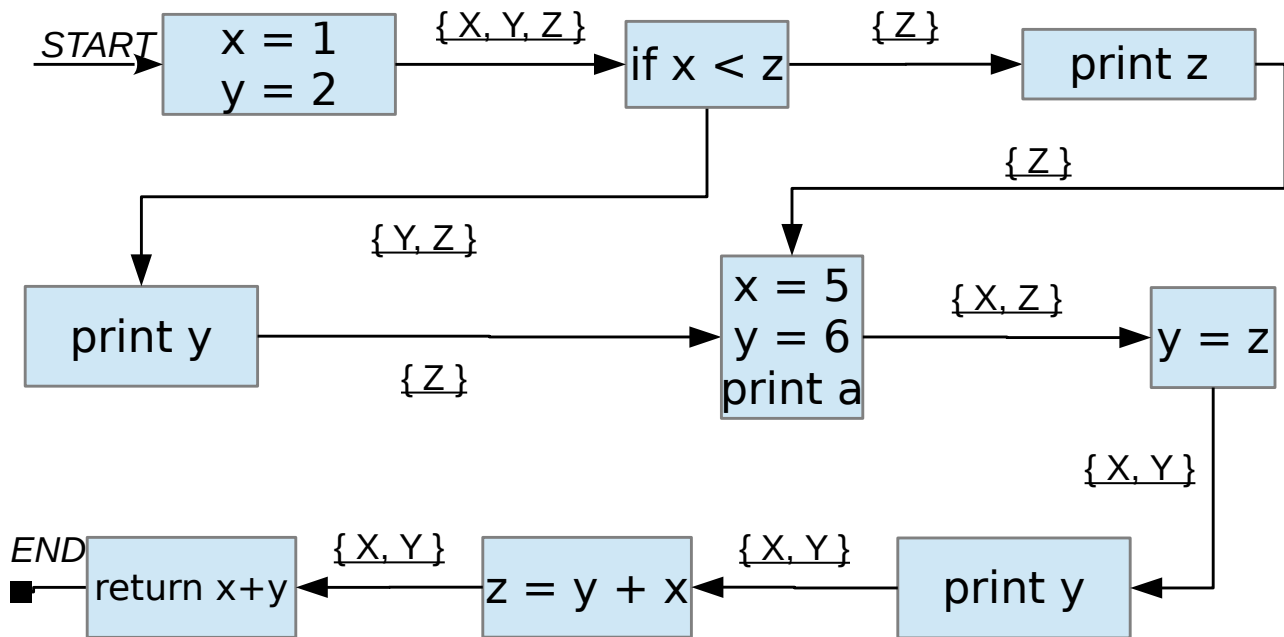 START
x = 1
y = 2
{ X, Y, Z }
if x < z
{ Z }
print z
{ Z }
{ Y, Z }
print y
{ Z }
x = 5
y = 6
print a
{ X, Z }
y = z
{ X, Y }
print y
{ X, Y }
z = y + x
{ X, Y }
return x+y
END